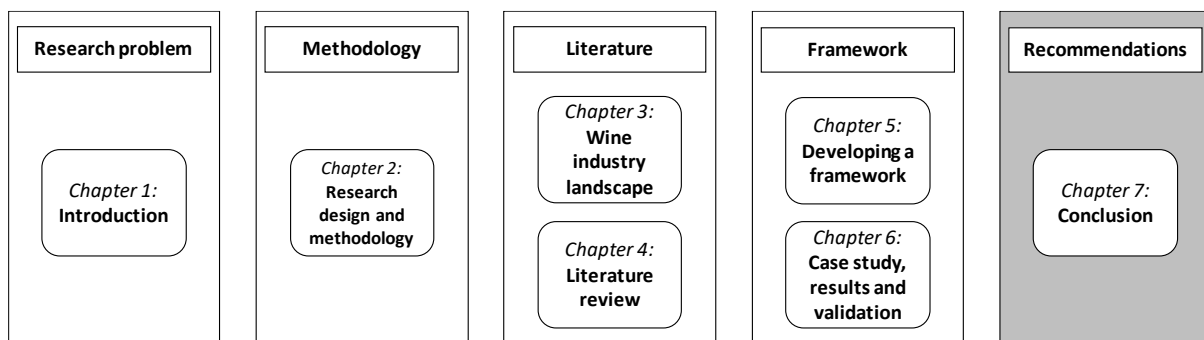 Research problem
Chapter 1:
Introduction
Methodology
Chapter 2:
Research
design and
methodology
Literature
Chapter 3:
Wine
industry
landscape
Chapter 4:
Literature
review
Framework
Chapter 5:
Developing a
framework
Chapter 6:
Case study,
results and
validation
Recommendations
Chapter 7:
Conclusion